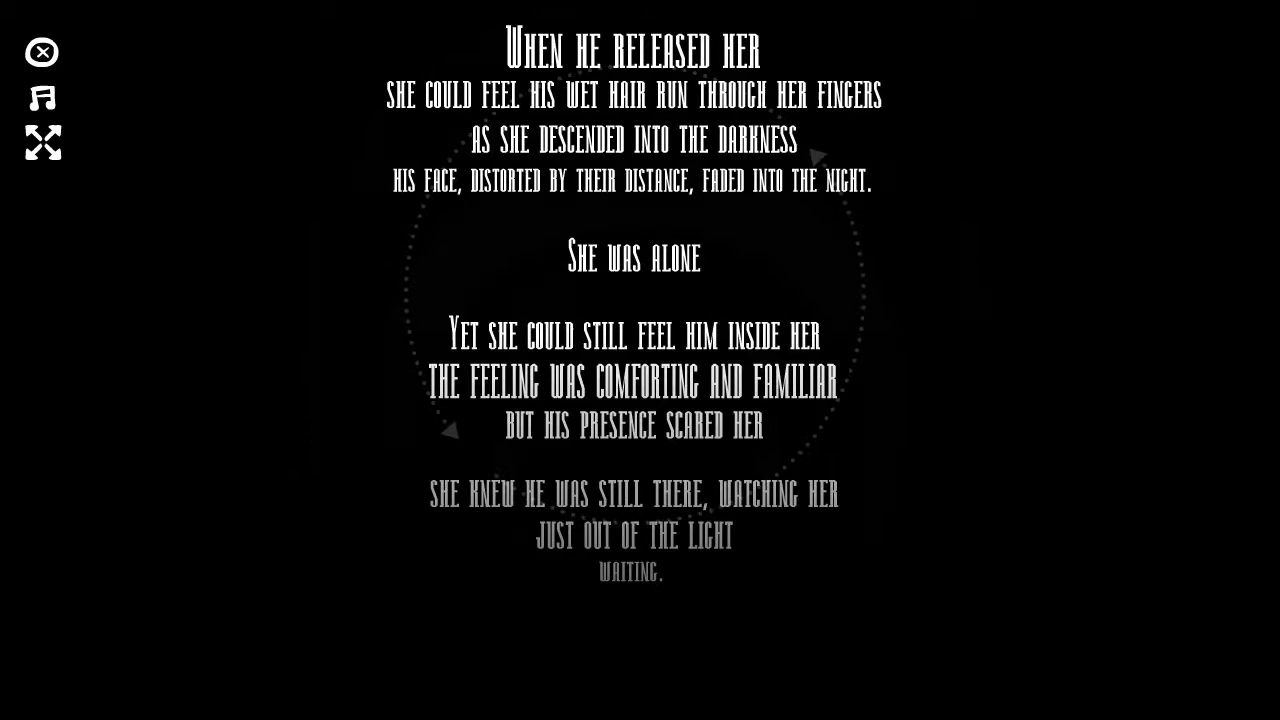 When he released her
she could feel his wet hair run through her fingers
as she descended into the darkness
his face, distorted by their distance, faded into the night.
She was alone
Yet she could still feel him inside her
the feeling was comforting and familiar
but his presence scared her
she knew he was still there, watching her
just out of the light
waiting.